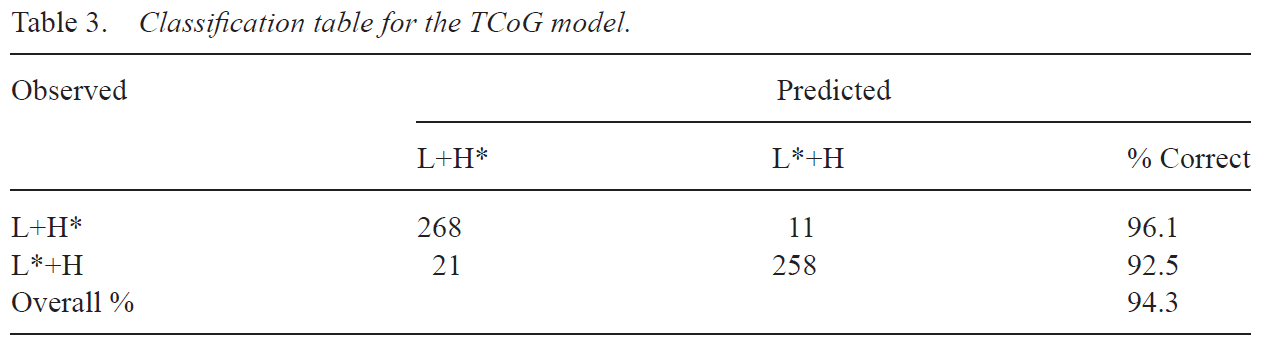 Table 3. Classification table for the TCoG model.
Observed Predicted
L+H* L*+H % Correct
L+H* 268 11 96.1
L*+H 21 258 92.5
Overall % 94.3